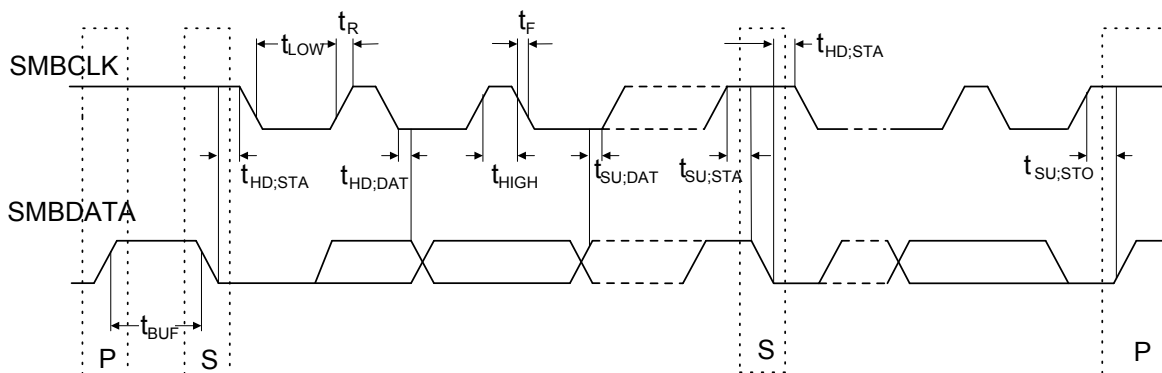 tR tF
tLOW tHD;STA
SMBCLK
tHD;STA tHD;DAT tHIGH tSU;DAT tSU;STA tSU;STO
SMBDATA
tBUF
P S S P